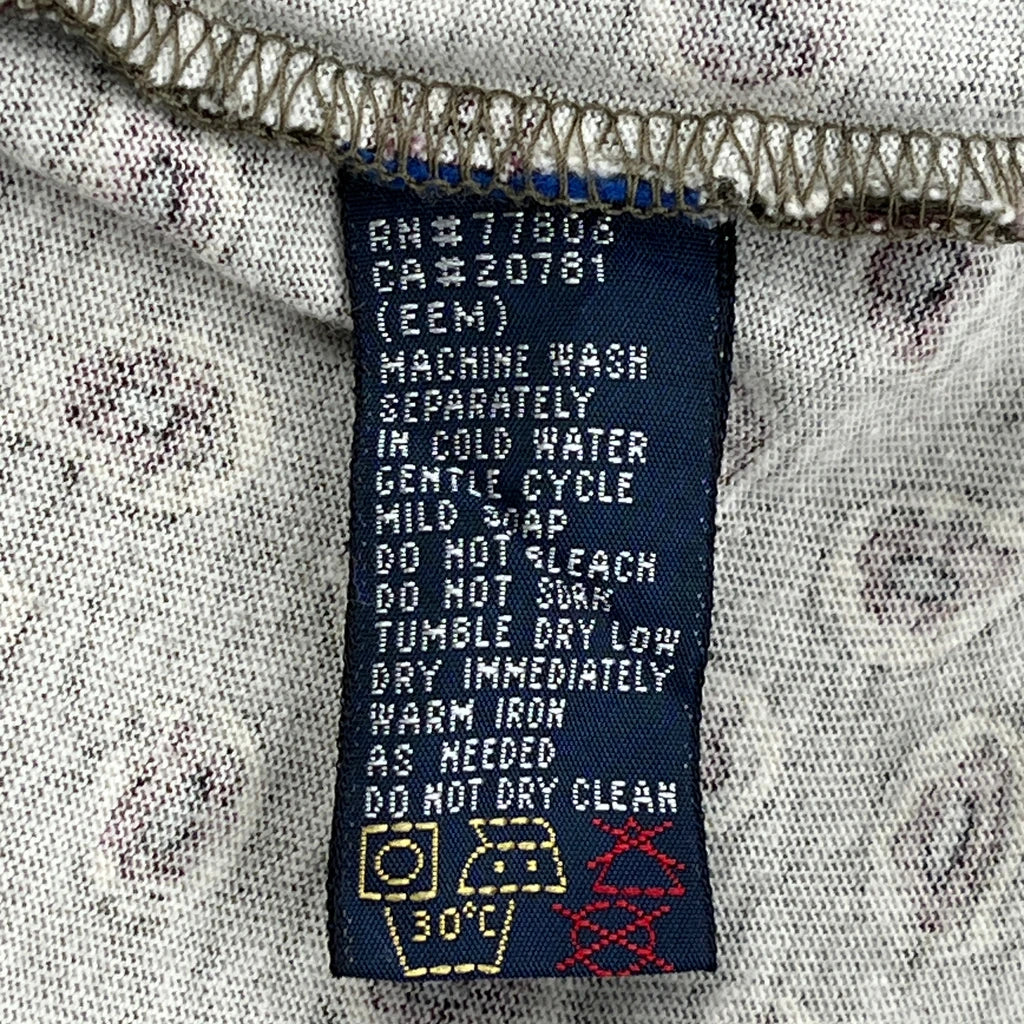 RN#77808
CA#20781
(EEM)
MACHINE WASH
SEPARATELY
IN COLD WATER
GENTLE CYCLE
MILD SOAP
DO NOT BLEACH
DO NOT SOAK
TUMBLE DRY LOW
DRY IMMEDIATELY
WARM IRON
AS NEEDED
DO NOT DRY CLEAN
30°C